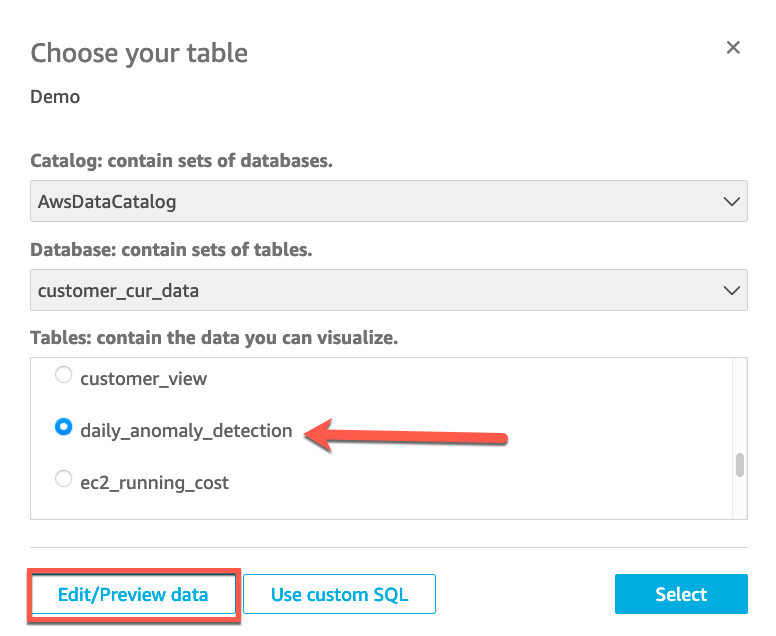 Choose your table
Demo
Catalog: contain sets of databases.
AwsDataCatalog
Database: contain sets of tables.
customer_cur_data
Tables: contain the data you can visualize.
customer_view
daily_anomaly_detection
ec2_running_cost
Edit/Preview data Use custom SQL Select